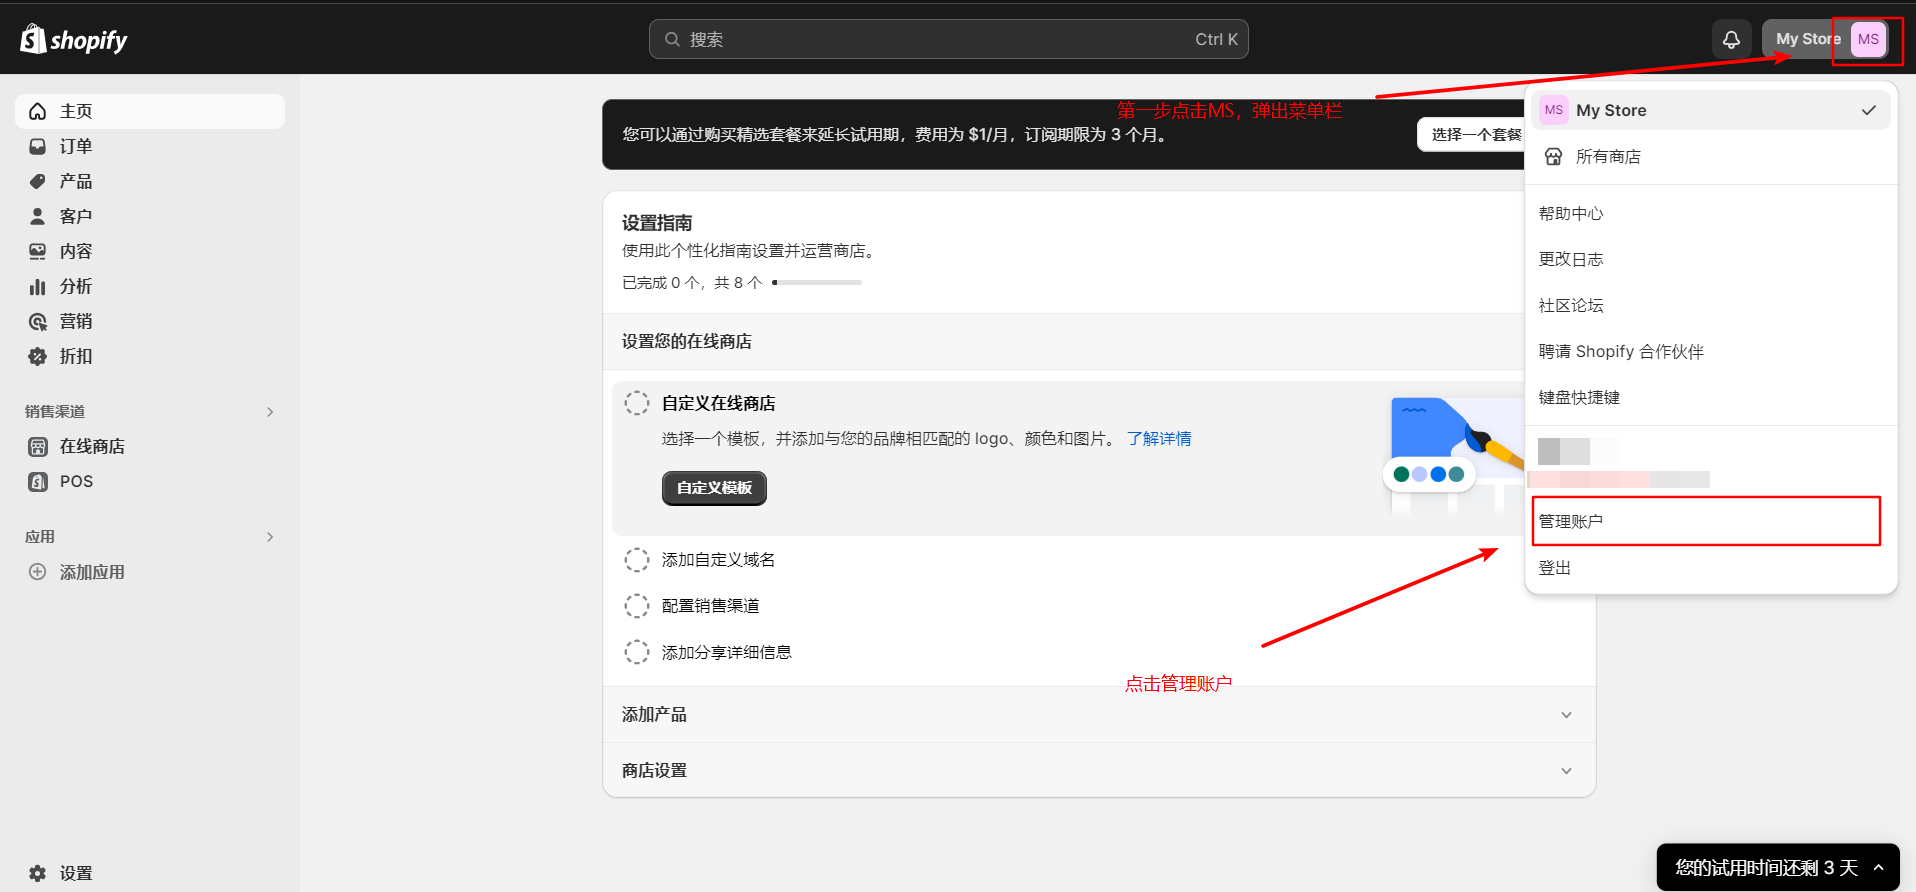 shopify
搜索
Ctrl K
My Store
MS
主页
订单
产品
客户
内容
分析
营销
折扣
销售渠道
在线商店
POS
应用
添加应用
设置
第一步点击MS，弹出菜单栏
您可以通过购买精选套餐来延长试用期，费用为 $1/月，订阅期限为 3 个月。
选择一个套餐
设置指南
使用此个性化指南设置并运营商店。
已完成 0 个，共 8 个
设置您的在线商店
自定义在线商店
选择一个模板，并添加与您的品牌相匹配的 logo、颜色和图片。 了解详情
自定义模板
添加自定义域名
配置销售渠道
添加分享详细信息
点击管理账户
添加产品
商店设置
MS
My Store
所有商店
帮助中心
更改日志
社区论坛
聘请 Shopify 合作伙伴
键盘快捷键
管理账户
登出
您的试用时间还剩 3 天